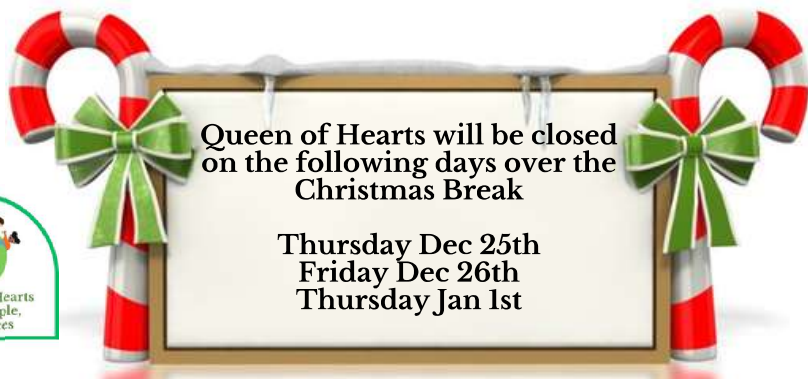 Queen of Hearts will be closed
on the following days over the
Christmas Break
Thursday Dec 25th
Friday Dec 26th
Thursday Jan 1st